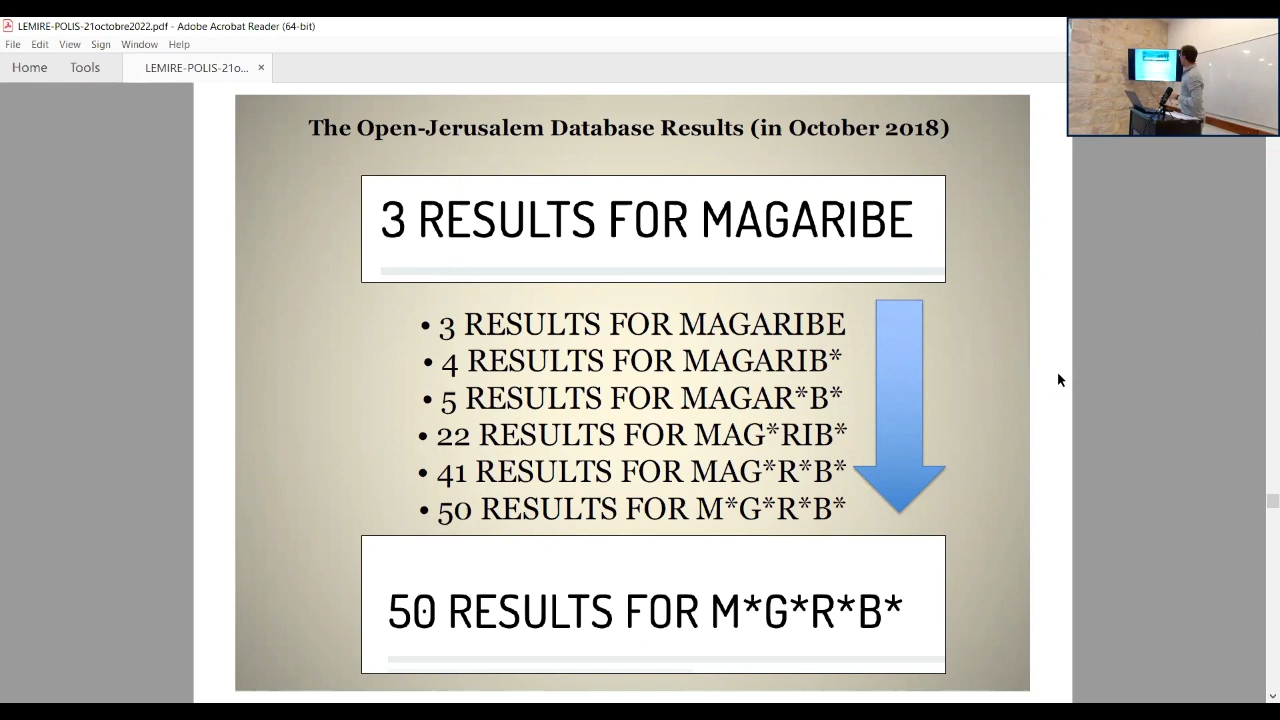 LEMIRE-POLIS-21octobre2022.pdf - Adobe Acrobat Reader (64-bit)
File Edit View Sign Window Help
Home Tools LEMIRE-POLIS-21o... ×
The Open-Jerusalem Database Results (in October 2018)
3 RESULTS FOR MAGARIBE
• 3 RESULTS FOR MAGARIBE
• 4 RESULTS FOR MAGARIB*
• 5 RESULTS FOR MAGAR*B*
• 22 RESULTS FOR MAG*RIB*
• 41 RESULTS FOR MAG*R*B*
• 50 RESULTS FOR M*G*R*B*
50 RESULTS FOR M*G*R*B*